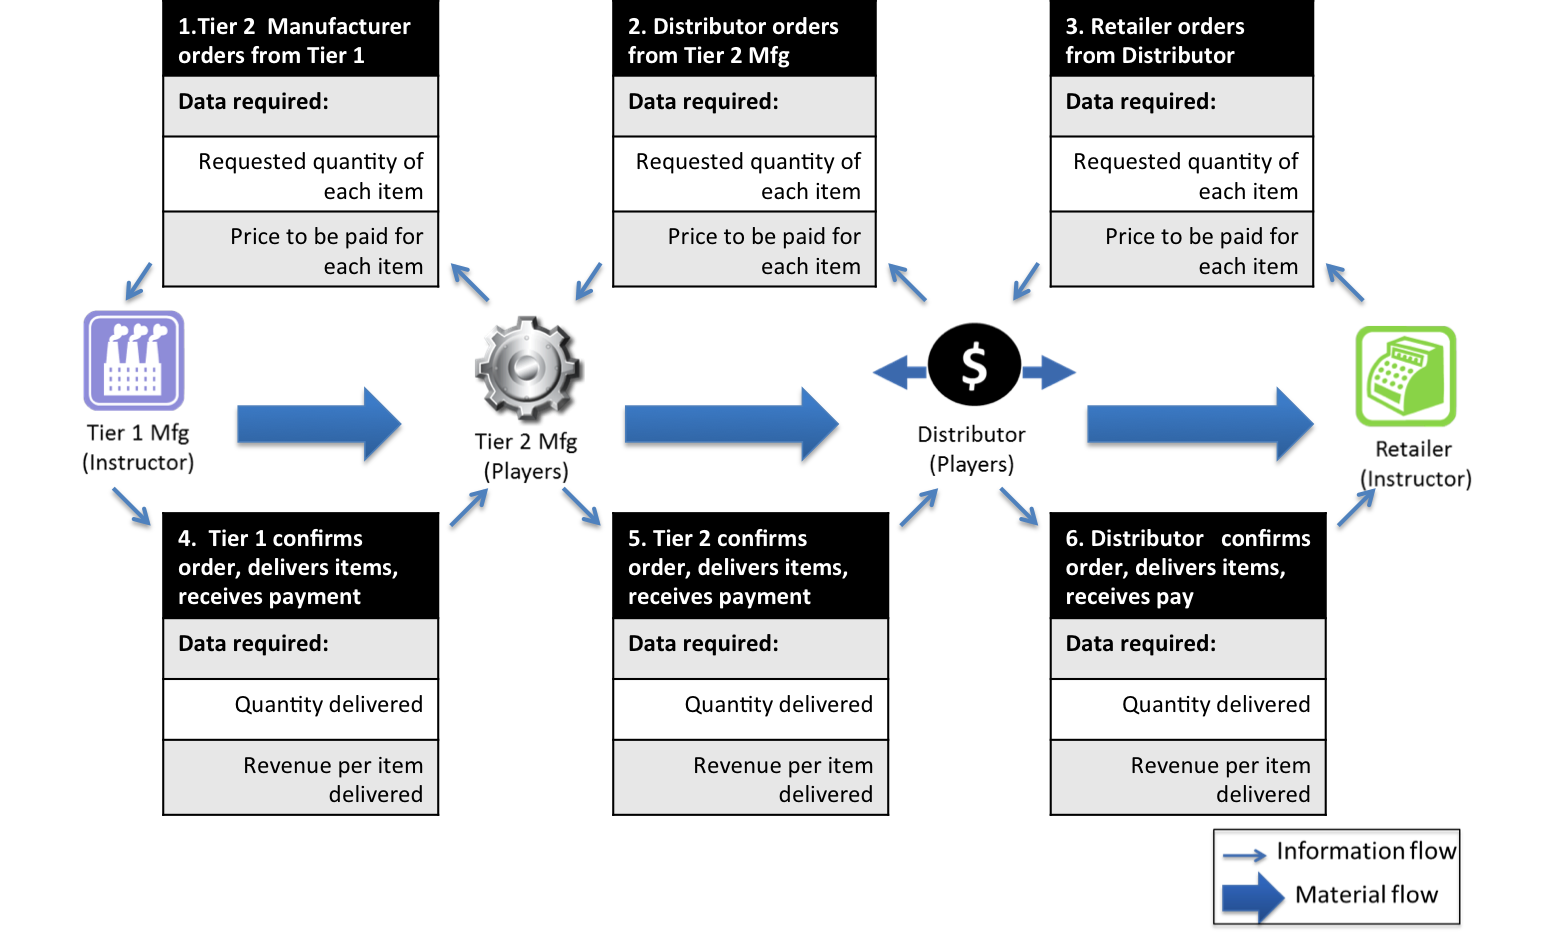 1.Tier 2  Manufacturer
orders from Tier 1
Data required:
Requested quantity of
each item
Price to be paid for
each item
2. Distributor orders
from Tier 2 Mfg
Data required:
Requested quantity of
each item
Price to be paid for
each item
3. Retailer orders
from Distributor
Data required:
Requested quantity of
each item
Price to be paid for
each item
Tier 1 Mfg
(Instructor)
Tier 2 Mfg
(Players)
$
Distributor
(Players)
Retailer
(Instructor)
4.  Tier 1 confirms
order, delivers items,
receives payment
Data required:
Quantity delivered
Revenue per item
delivered
5. Tier 2 confirms
order, delivers items,
receives payment
Data required:
Quantity delivered
Revenue per item
delivered
6. Distributor   confirms
order, delivers items,
receives pay
Data required:
Quantity delivered
Revenue per item
delivered
Information flow
Material flow